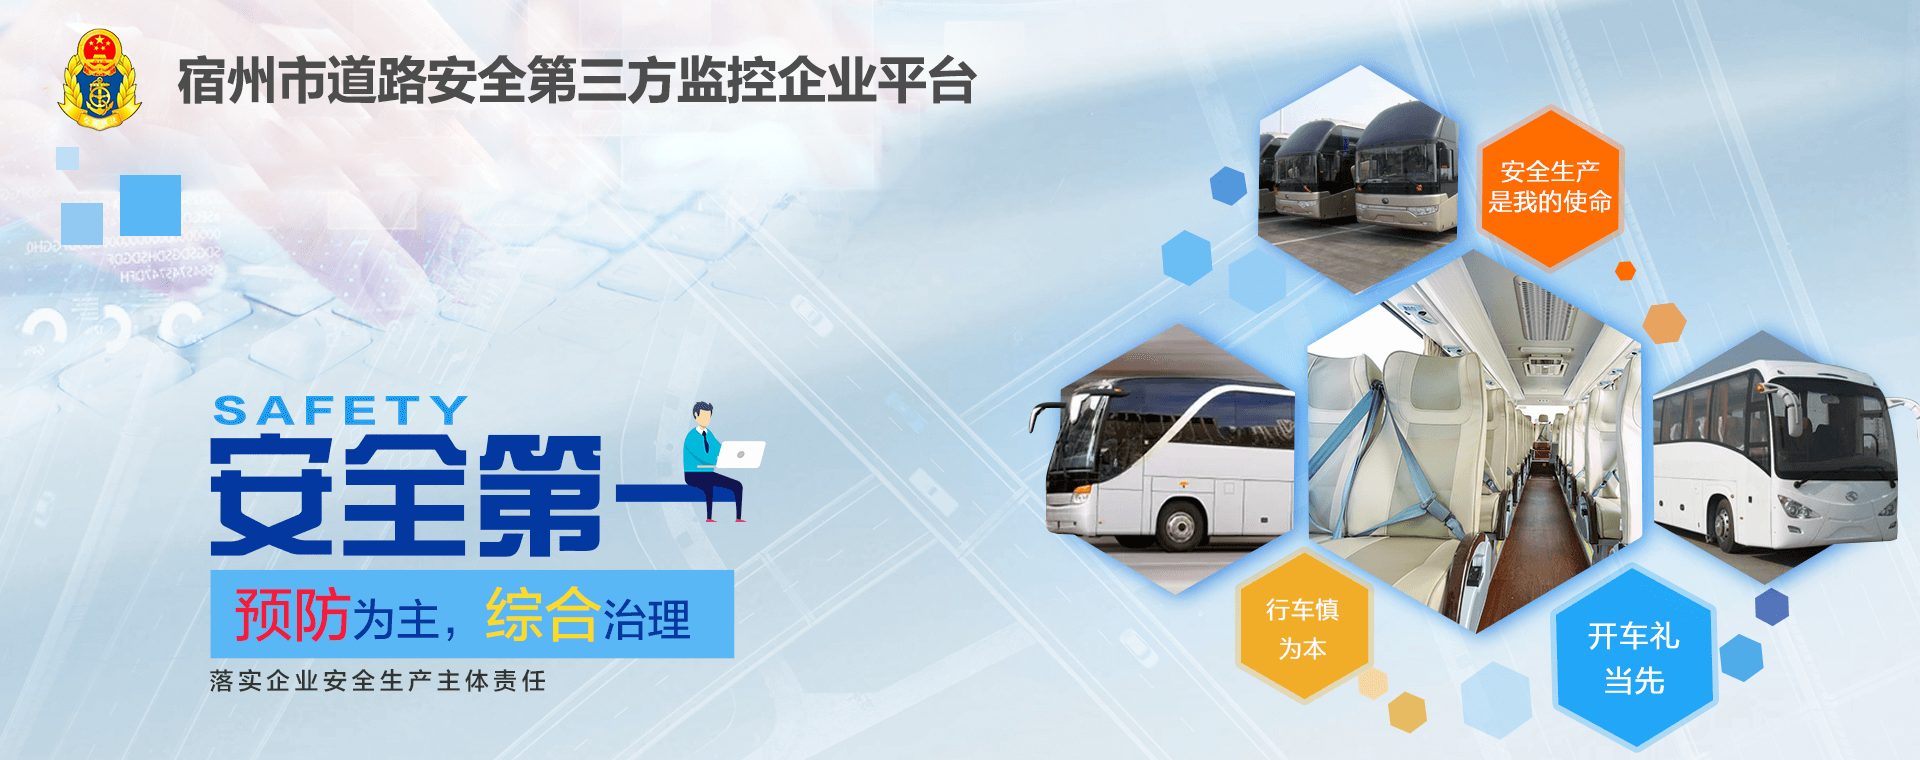 宿州市道路安全第三方监控企业平台
安全生产
是我的使命
SAFETY
安全第一
预防为主，综合治理
落实企业安全生产主体责任
行车慎
为本
开车礼
当先